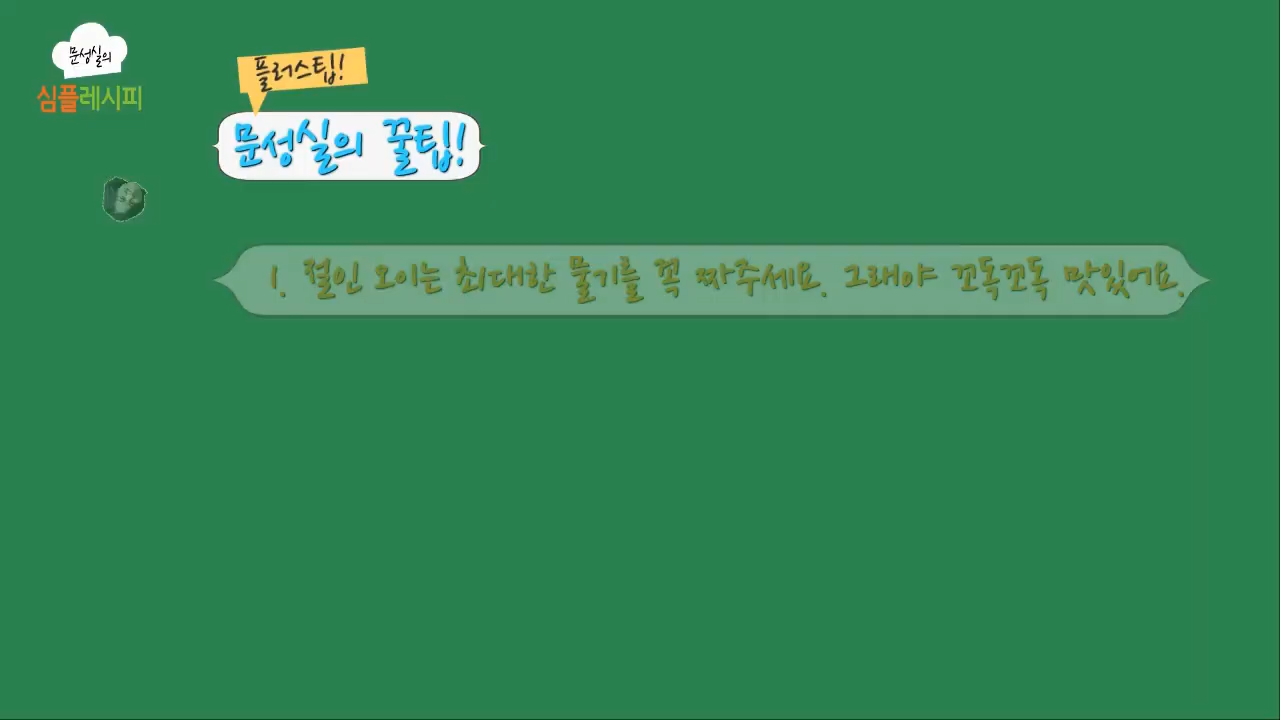 문성실의
심플레시피
플러스팁!
문성실의 꿀팁!
1. 절인 오이는 최대한 물기를 꼭 짜주세요. 그래야 꼬독꼬독 맛있어요.